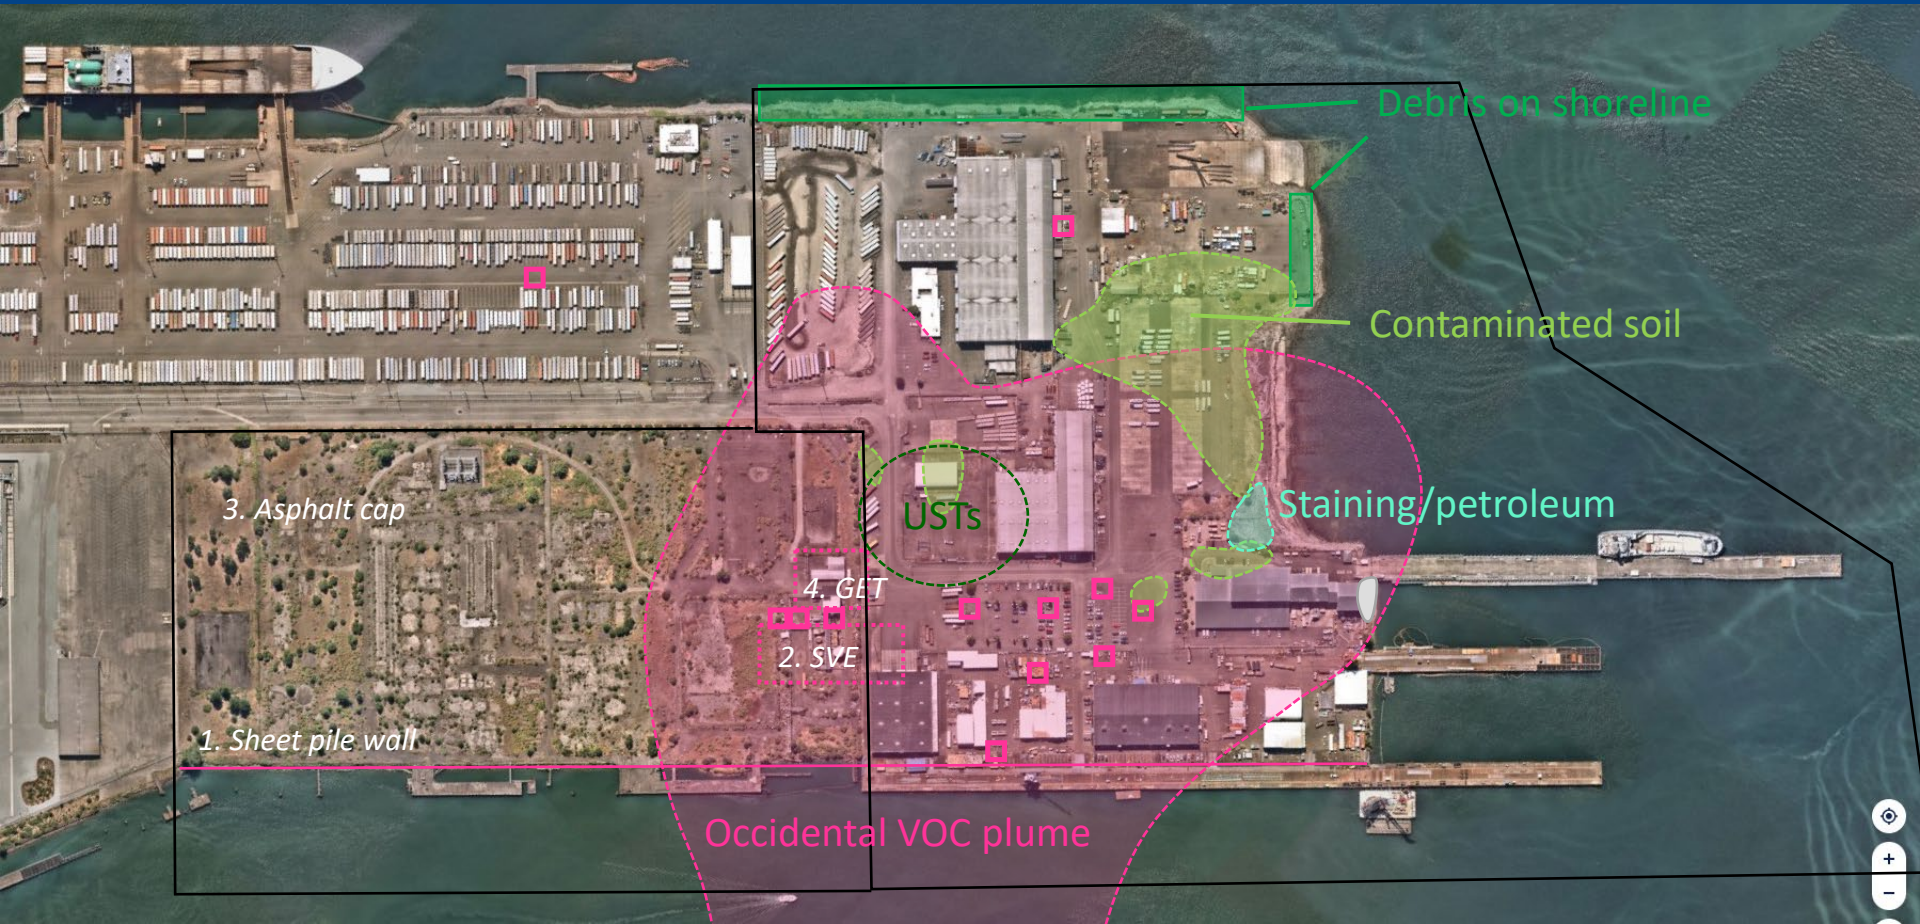 Debris on shoreline
Contaminated soil
3. Asphalt cap
USTs
Staining/petroleum
4. GET
2. SVE
1. Sheet pile wall
Occidental VOC plume
+
−